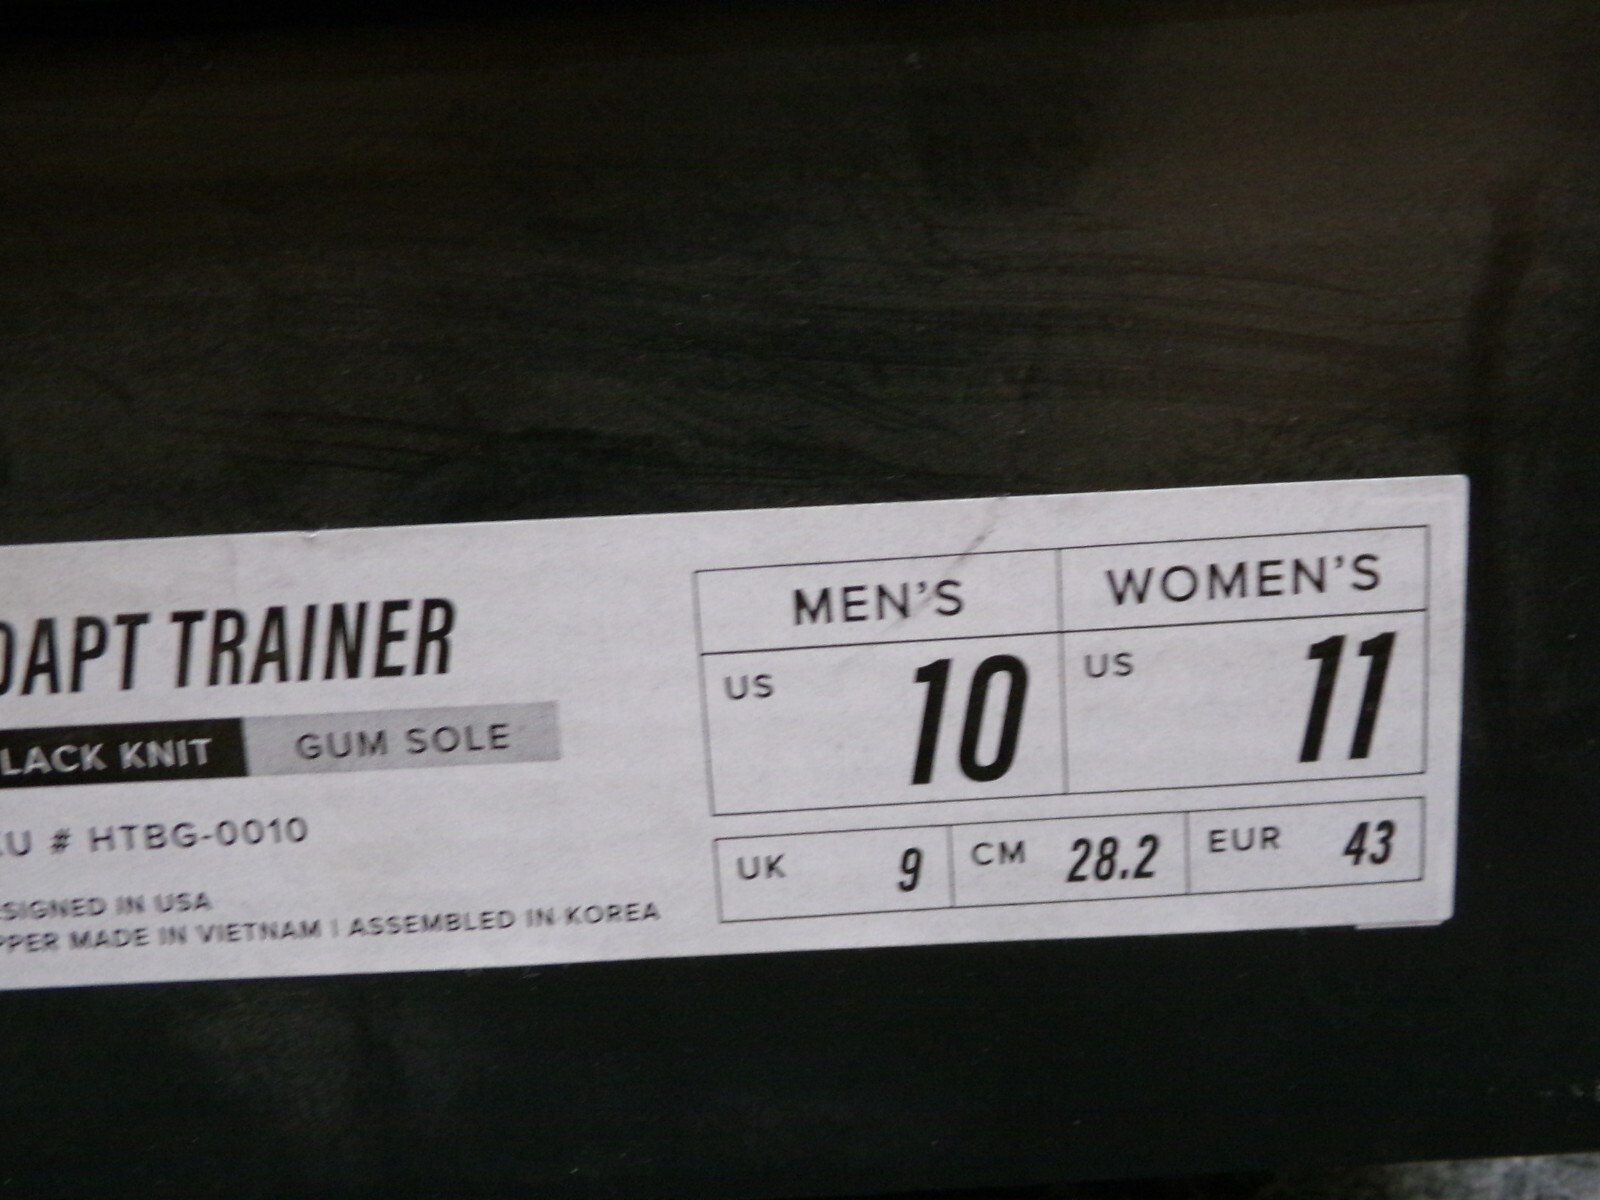 DAPT TRAINER
LACK KNIT GUM SOLE
KU # HTBG-0010
SIGNED IN USA
PPER MADE IN VIETNAM | ASSEMBLED IN KOREA
MEN'S WOMEN'S
US 10 US 11
UK 9 CM 28.2 EUR 43